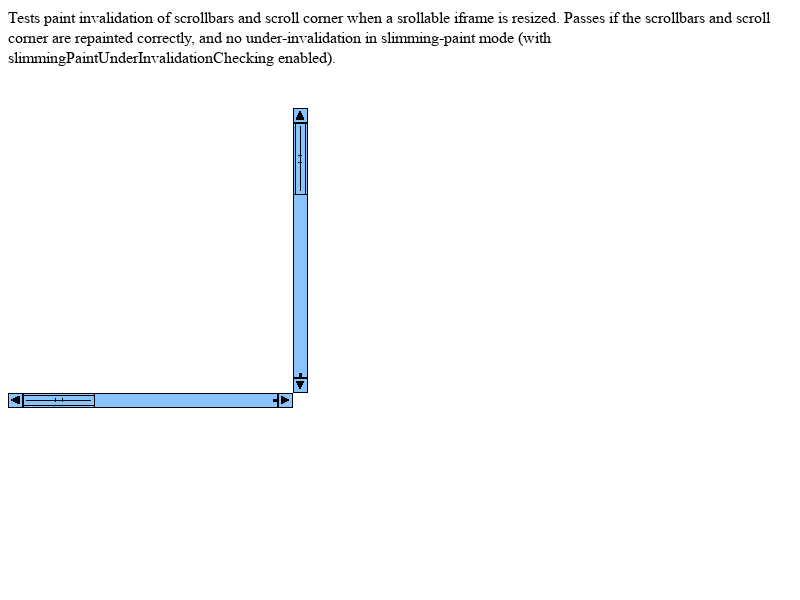 Tests paint invalidation of scrollbars and scroll corner when a srollable iframe is resized. Passes if the scrollbars and scroll
corner are repainted correctly, and no under-invalidation in slimming-paint mode (with
slimmingPaintUnderInvalidationChecking enabled).